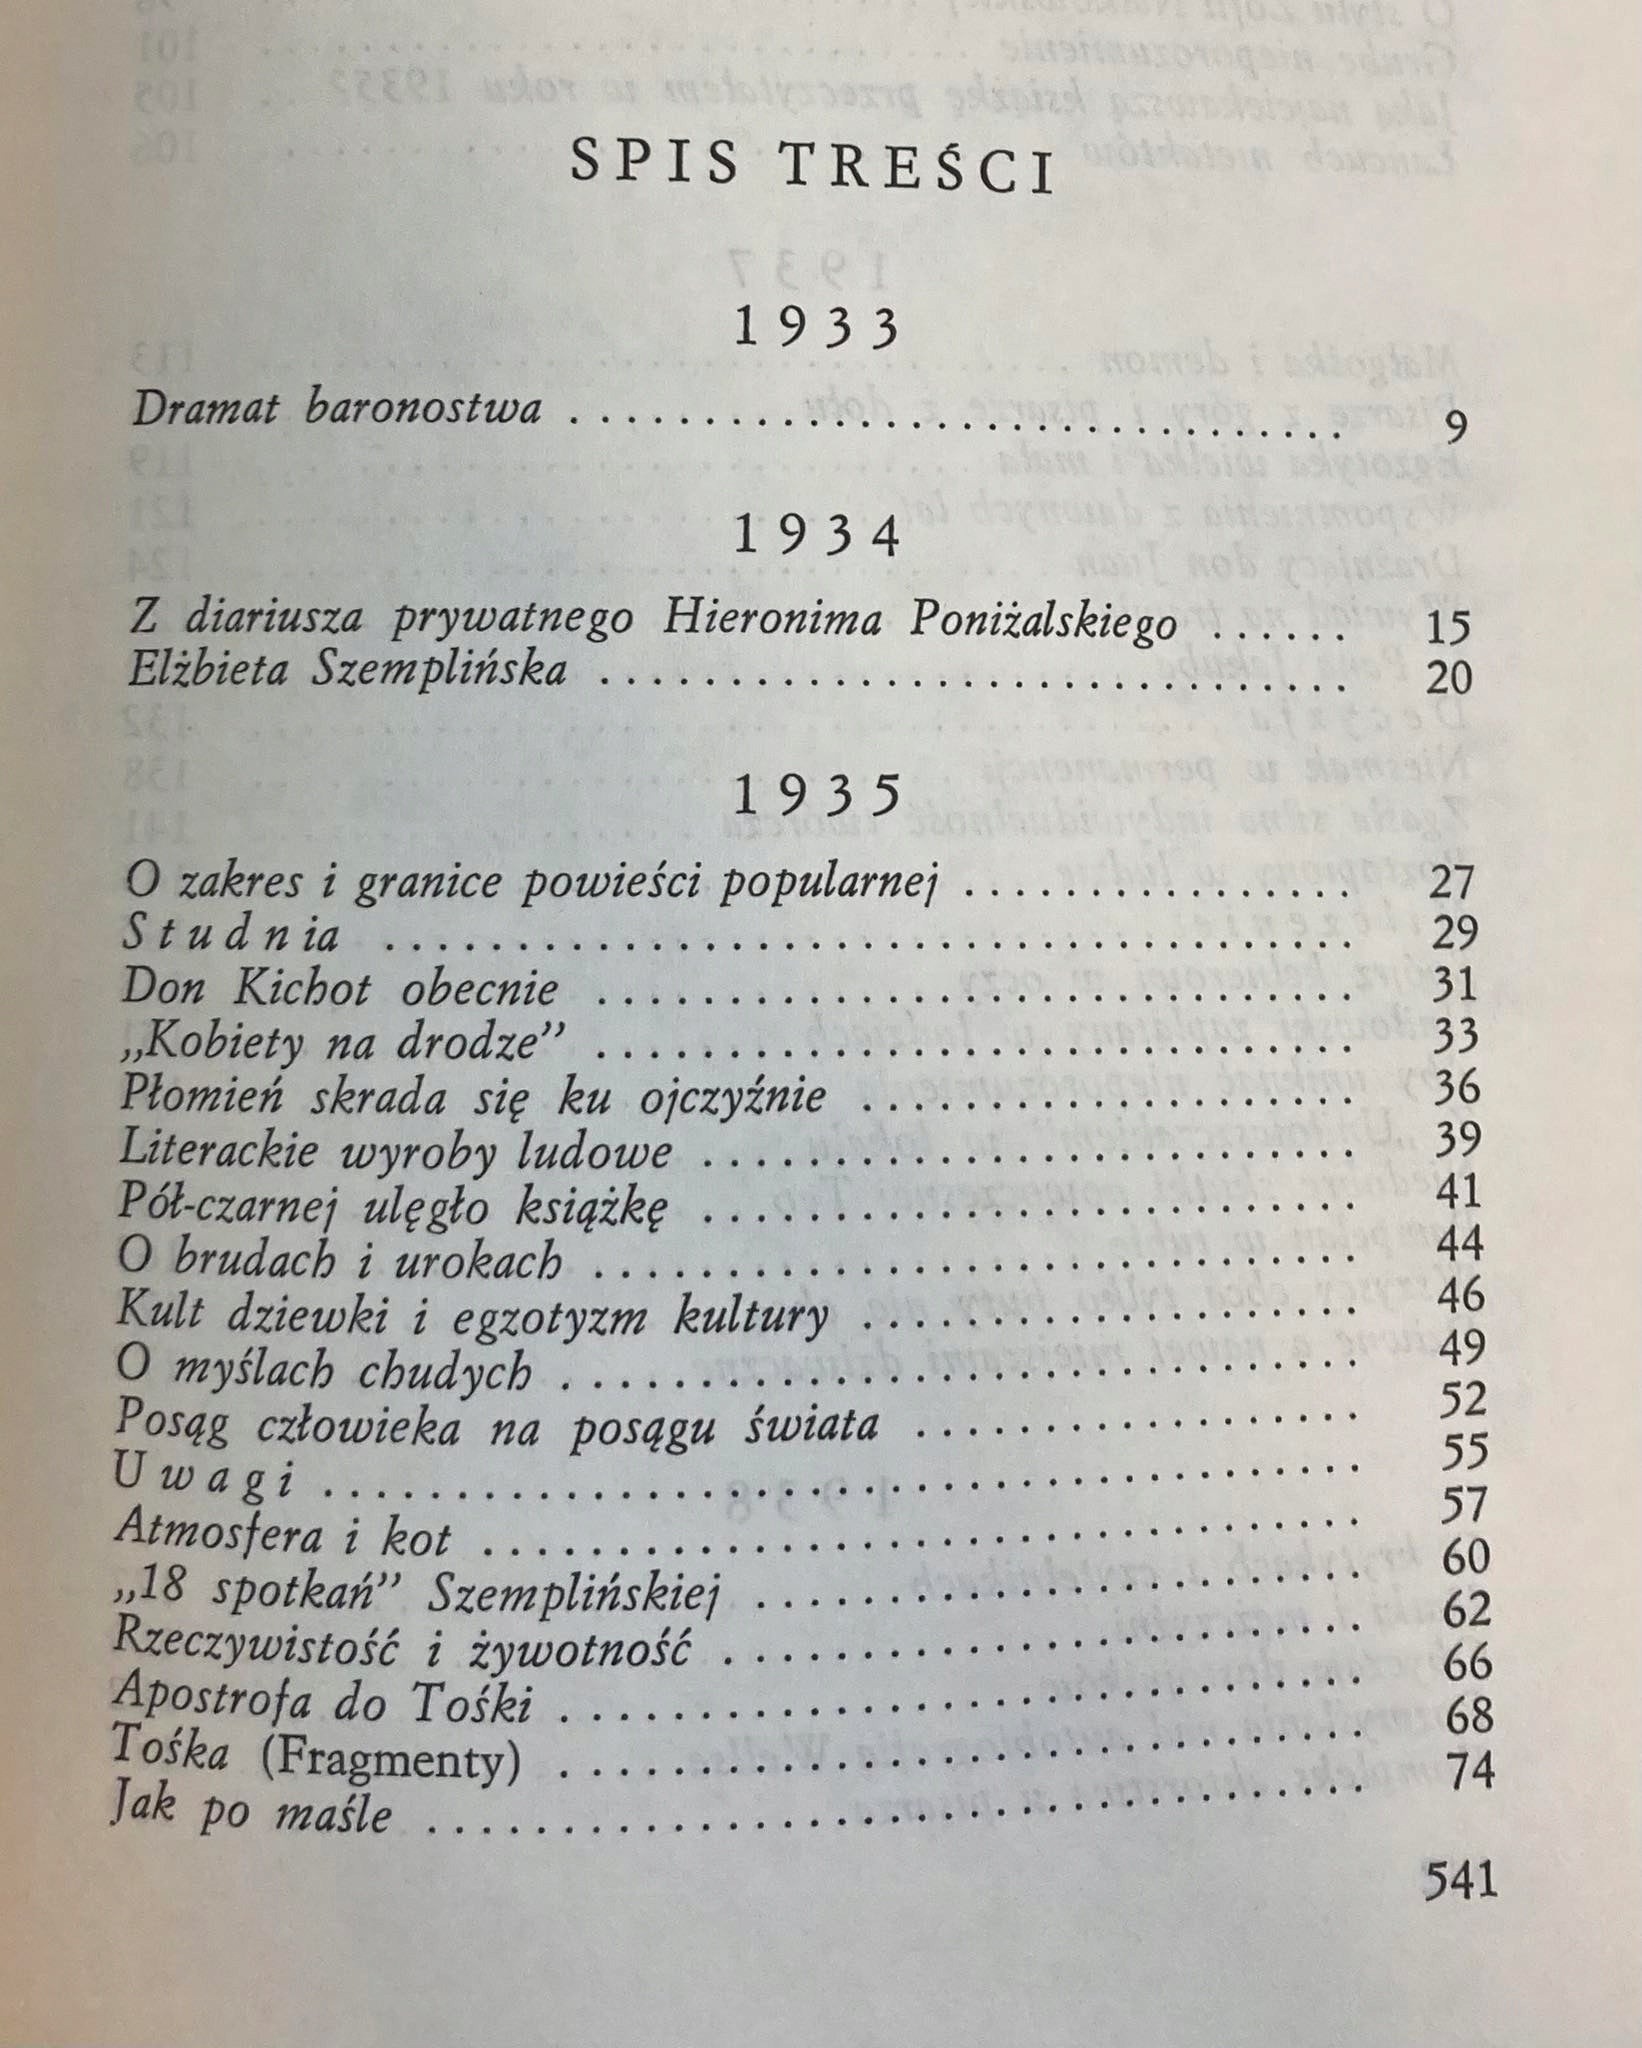 SPIS TREŚCI
1933
Dramat baronostwa . . . . . . . . . . . . . . . . . . . . . . . . . . . . . 9
1934
Z diariusza prywatnego Hieronima Poniżalskiego . . . . . . 15
Elżbieta Szemplińska . . . . . . . . . . . . . . . . . . . . . . . . . . . . 20
1935
O zakres i granice powieści popularnej . . . . . . . . . . . . . . . 27
Studnia . . . . . . . . . . . . . . . . . . . . . . . . . . . . . . . . . . . . 29
Don Kichot obecnie . . . . . . . . . . . . . . . . . . . . . . . . . . . . 31
„Kobiety na drodze” . . . . . . . . . . . . . . . . . . . . . . . . . . . . 33
Płomień skrada się ku ojczyźnie . . . . . . . . . . . . . . . . . . . 36
Literackie wyroby ludowe . . . . . . . . . . . . . . . . . . . . . . . . 39
Pół-czarnej ulęgło książkę . . . . . . . . . . . . . . . . . . . . . . . . 41
O brudach i urokach . . . . . . . . . . . . . . . . . . . . . . . . . . . . 44
Kult dziewki i egzotyzm kultury . . . . . . . . . . . . . . . . . . . 46
O myślach chudych . . . . . . . . . . . . . . . . . . . . . . . . . . . . . 49
Posąg człowieka na posągu świata . . . . . . . . . . . . . . . . . 52
Uwagi . . . . . . . . . . . . . . . . . . . . . . . . . . . . . . . . . . . . . . 55
Atmosfera i kot . . . . . . . . . . . . . . . . . . . . . . . . . . . . . . . . 57
„18 spotkań” Szemplińskiej . . . . . . . . . . . . . . . . . . . . . . . 60
Rzeczywistość i żywotność . . . . . . . . . . . . . . . . . . . . . . . . 62
Apostrofa do Tośki . . . . . . . . . . . . . . . . . . . . . . . . . . . . . 66
Tośka (Fragmenty) . . . . . . . . . . . . . . . . . . . . . . . . . . . . . 68
Jak po maśle . . . . . . . . . . . . . . . . . . . . . . . . . . . . . . . . . . 74
541